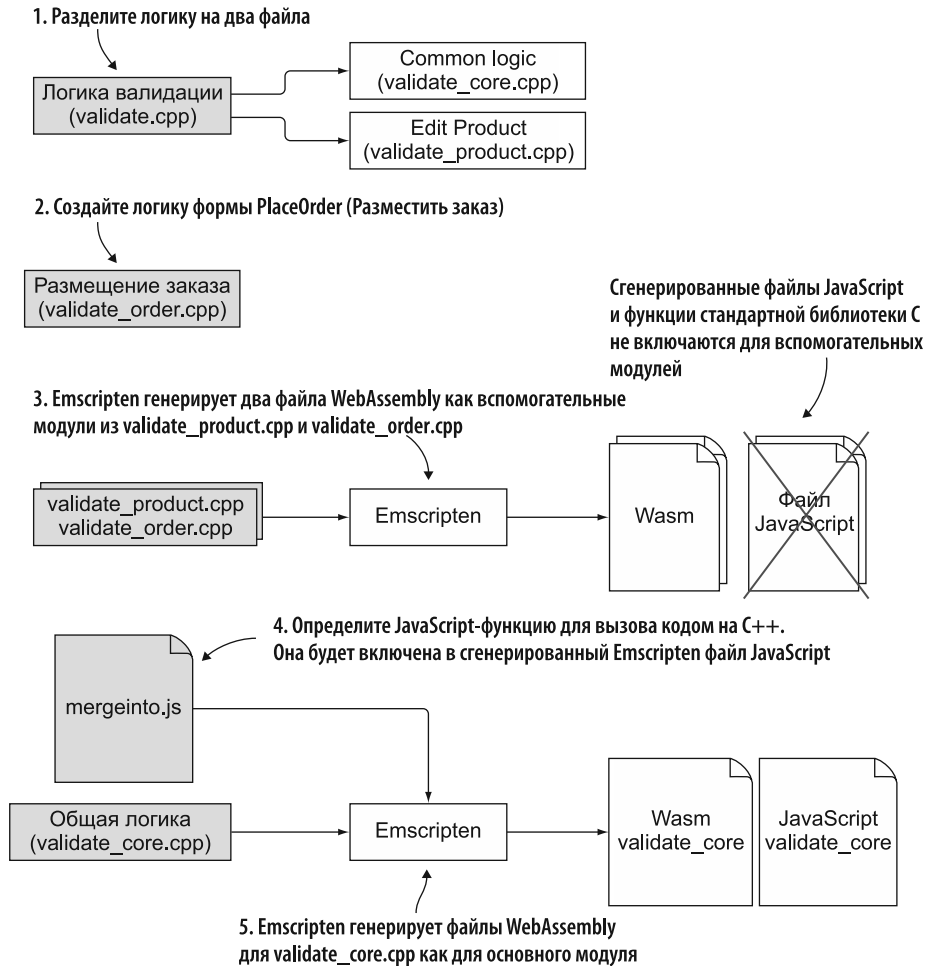 1. Разделите логику на два файла
Логика валидации
(validate.cpp)
Common logic
(validate_core.cpp)
Edit Product
(validate_product.cpp)
2. Создайте логику формы PlaceOrder (Разместить заказ)
Размещение заказа
(validate_order.cpp)
Сгенерированные файлы JavaScript
и функции стандартной библиотеки C
не включаются для вспомогательных
модулей
3. Emscripten генерирует два файла WebAssembly как вспомогательные
модули из validate_product.cpp и validate_order.cpp
validate_product.cpp
validate_order.cpp
Emscripten
Wasm
Файл
JavaScript
4. Определите JavaScript-функцию для вызова кодом на C++.
Она будет включена в сгенерированный Emscripten файл JavaScript
mergeinto.js
Общая логика
(validate_core.cpp)
Emscripten
Wasm
validate_core
JavaScript
validate_core
5. Emscripten генерирует файлы WebAssembly
для validate_core.cpp как для основного модуля